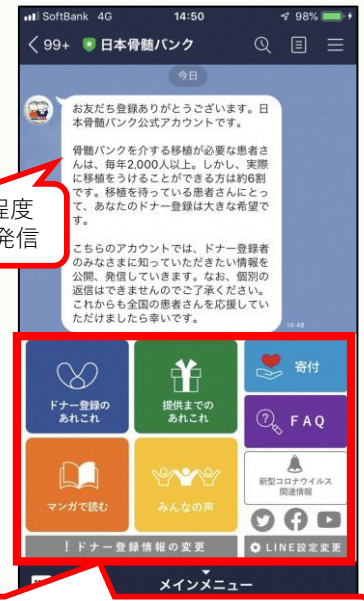 SoftBank 4G 14:50 98%
99+ 日本骨髄バンク
今日
お友だち登録ありがとうございます。日
本骨髄バンク公式アカウントです。
骨髄バンクを介する移植が必要な患者さ
んは、毎年2,000人以上。しかし、実際
に移植をうけることができる方は約6割
です。移植を待っている患者さんにとっ
て、あなたのドナー登録は大きな希望で
す。
こちらのアカウントでは、ドナー登録者
のみなさまに知っていただきたい情報を
公開、発信していきます。なお、個別の
返信はできませんのでご了承ください。
これからも全国の患者さんを応援してい
ただけましたら幸いです。
14:48
程度
発信
ドナー登録の
あれこれ
提供までの
あれこれ
寄付
FAQ
マンガで読む
みんなの声
新型コロナウイルス
関連情報
!ドナー登録情報の変更
LINE設定変更
メインメニュー